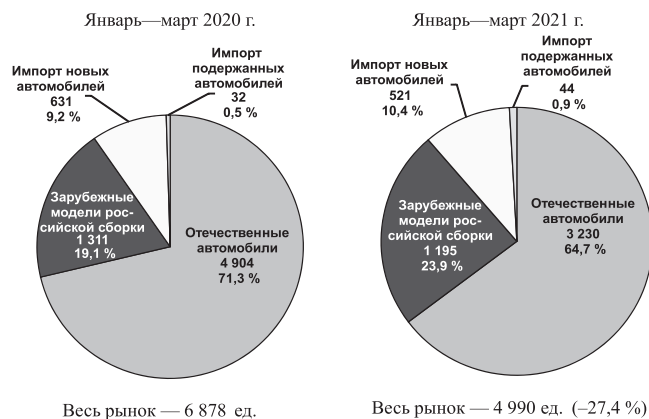 Январь—март 2020 г.
Импорт новых
автомобилей
631
9,2 %
Импорт
подержанных
автомобилей
32
0,5 %
Зарубежные
модели рос-
сийской сборки
1 311
19,1 %
Отечественные
автомобили
4 904
71,3 %
Весь рынок — 6 878 ед.
Январь—март 2021 г.
Импорт новых
автомобилей
521
10,4 %
Импорт
подержанных
автомобилей
44
0,9 %
Зарубежные
модели рос-
сийской сборки
1 195
23,9 %
Отечественные
автомобили
3 230
64,7 %
Весь рынок — 4 990 ед. (–27,4 %)